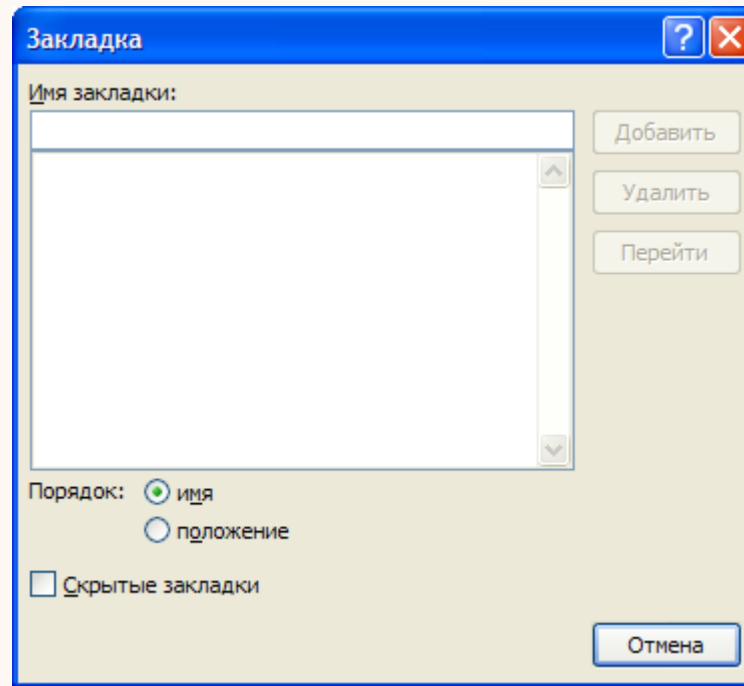 Закладка
Имя закладки:
Добавить
Удалить
Перейти
Порядок:
имя
положение
Скрытые закладки
Отмена